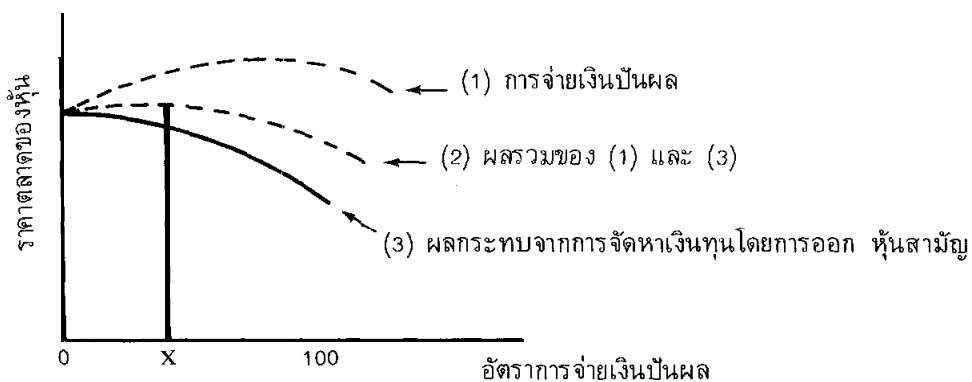 (1) การจ่ายเงินปันผล
ราคาตลาดของหุ้น
(2) ผลรวมของ (1) และ (3)
(3) ผลกระทบจากการจัดหาเงินทุนโดยการออก หุ้นสามัญ
0 X 100
อัตราการจ่ายเงินปันผล